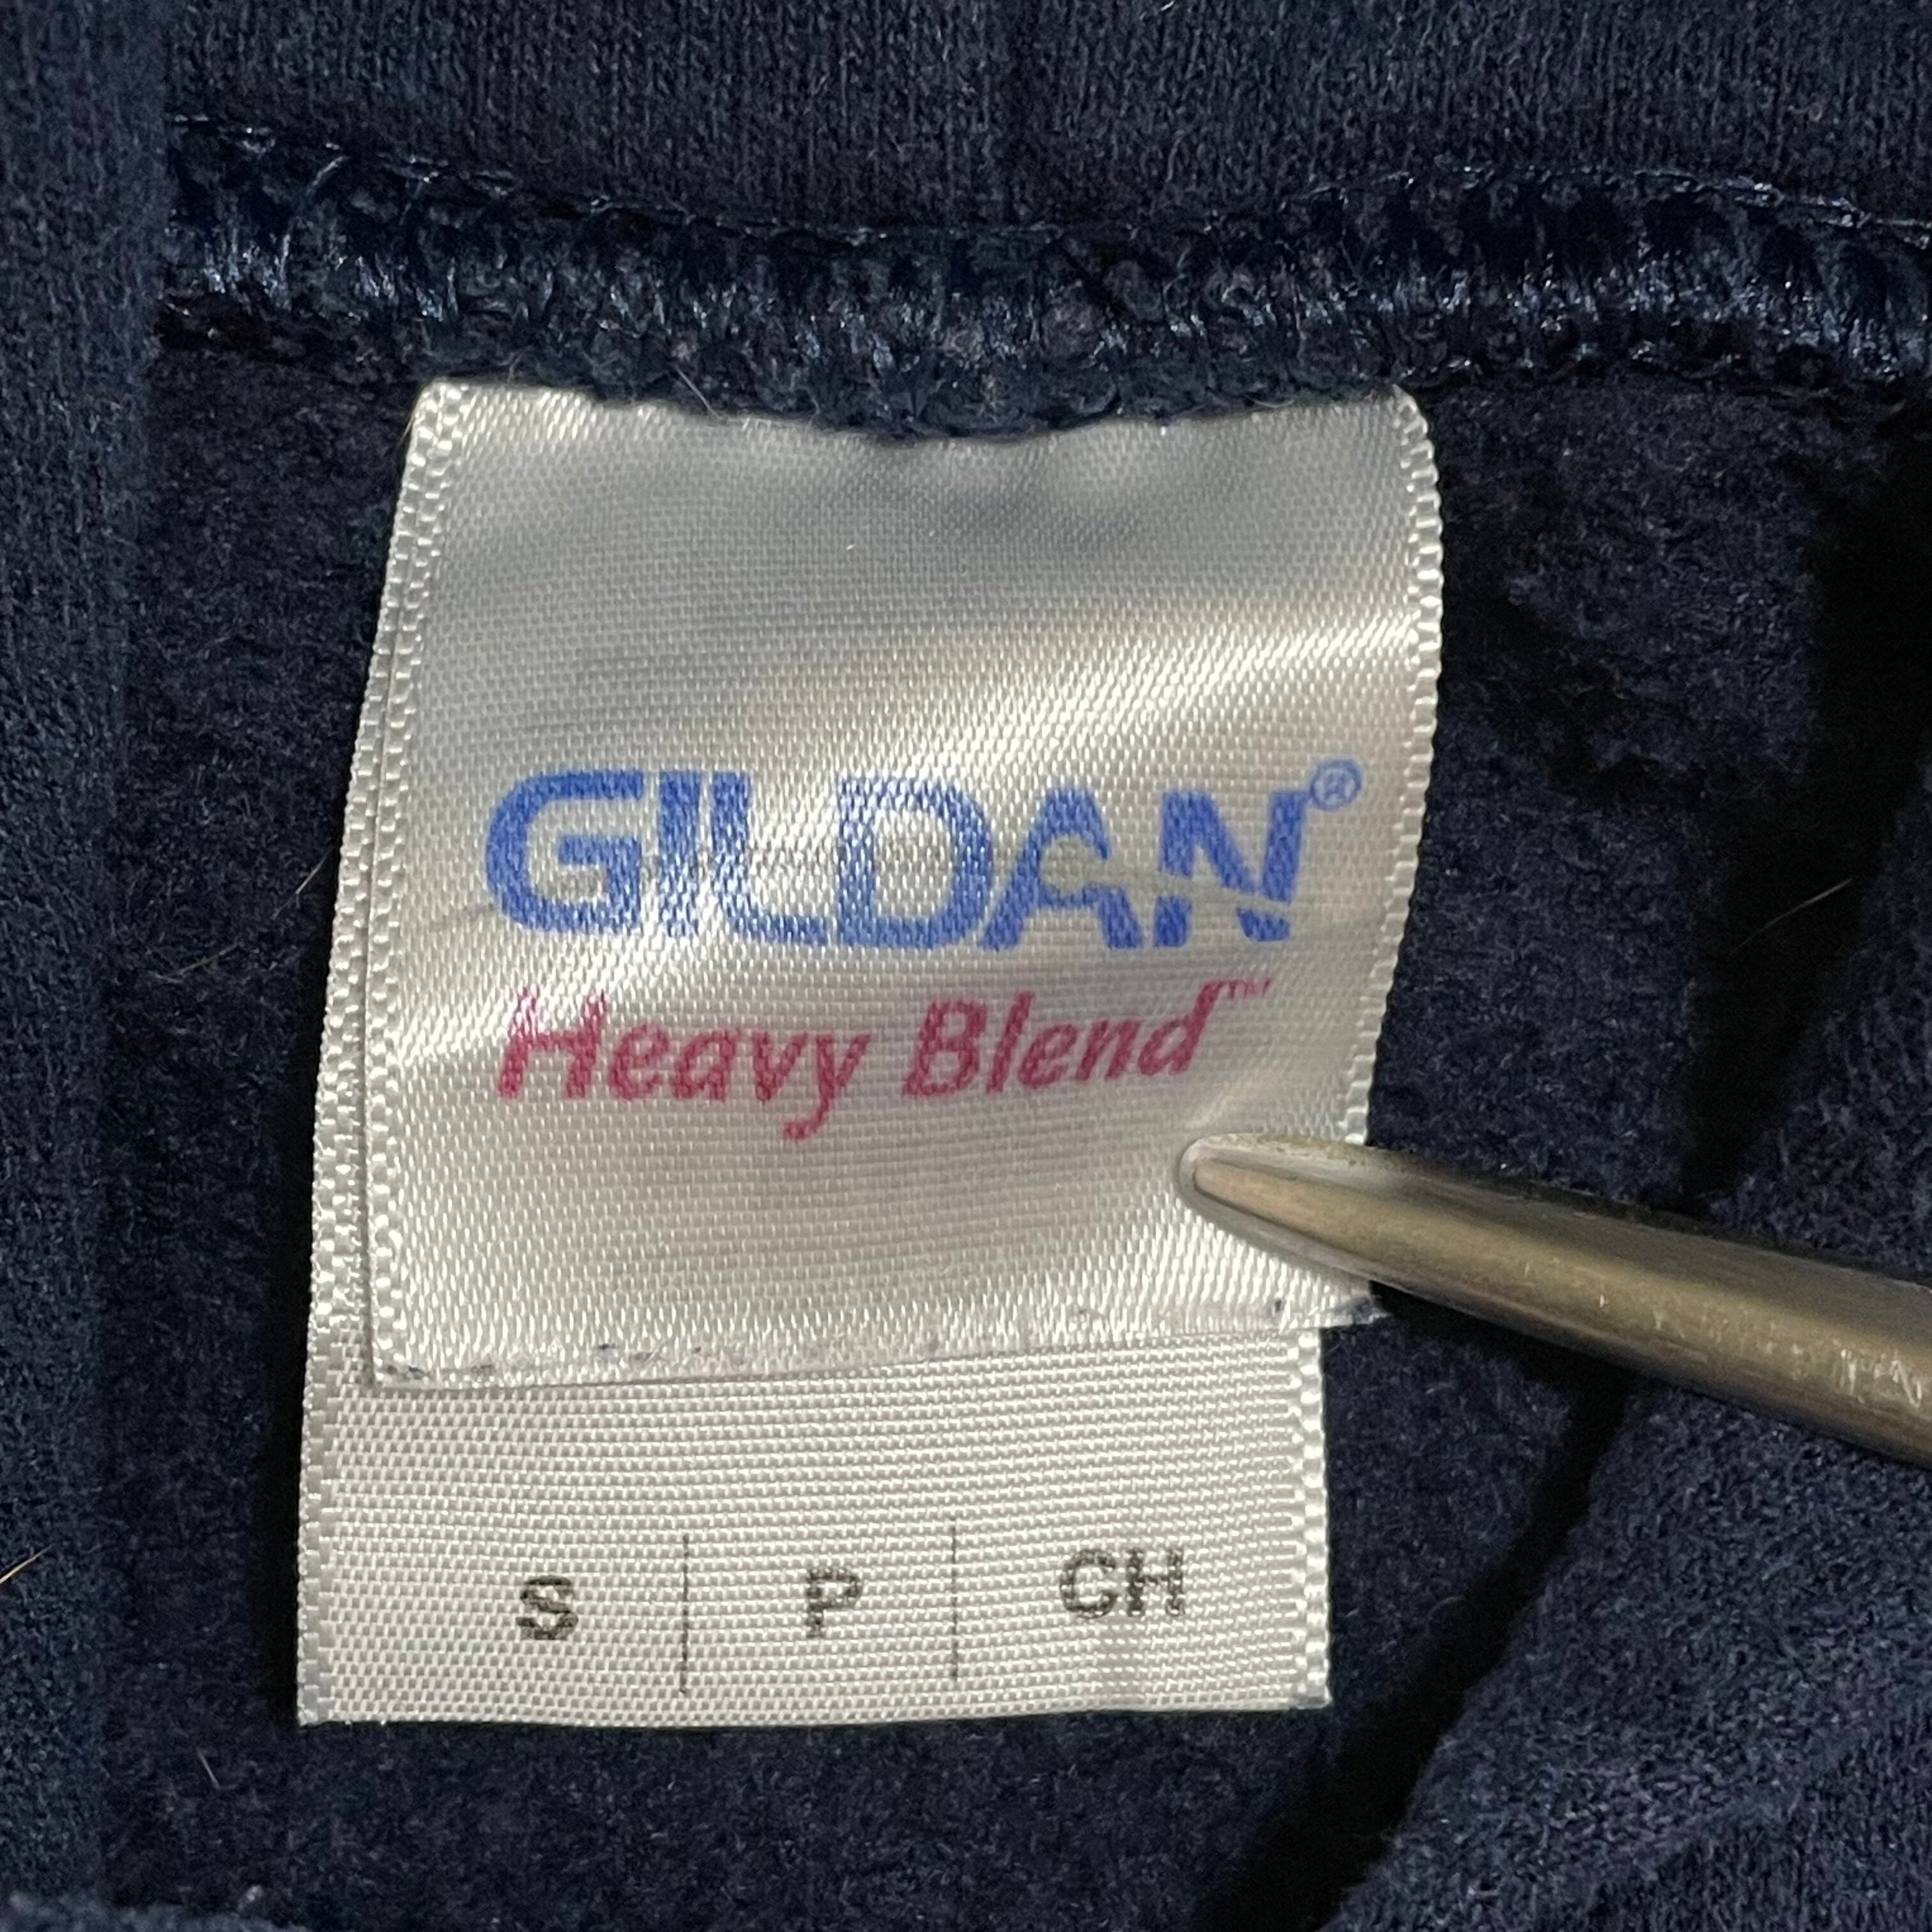 GILDAN®
Heavy Blend™
S | P | CH